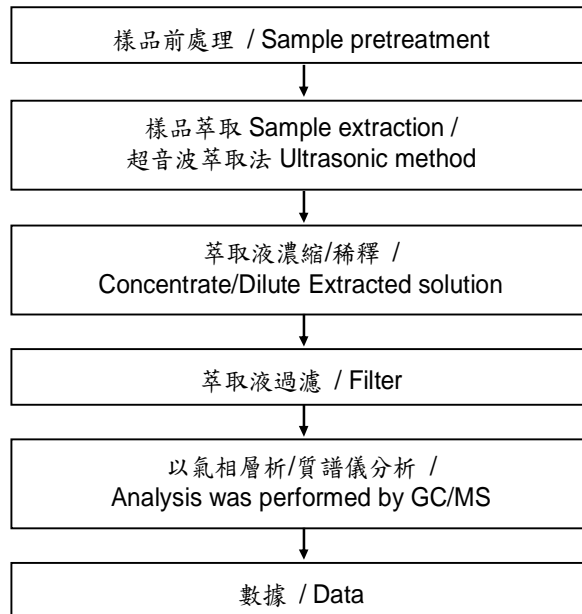 樣品前處理 / Sample pretreatment
樣品萃取 Sample extraction /
超音波萃取法 Ultrasonic method
萃取液濃縮/稀釋 /
Concentrate/Dilute Extracted solution
萃取液過濾 / Filter
以氣相層析/質譜儀分析 /
Analysis was performed by GC/MS
數據 / Data